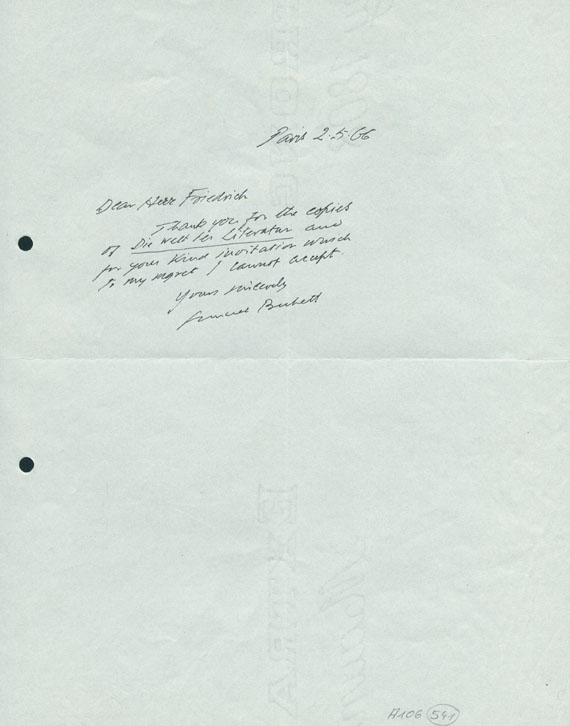 Paris 2.5.66
Dear Herr Friedrich
Thank you for the copies
of Die Welt der Literatur and
for your kind invitation which
to my regret I cannot accept.
Yours sincerely
Samuel Beckett
EXTRA
A106 541